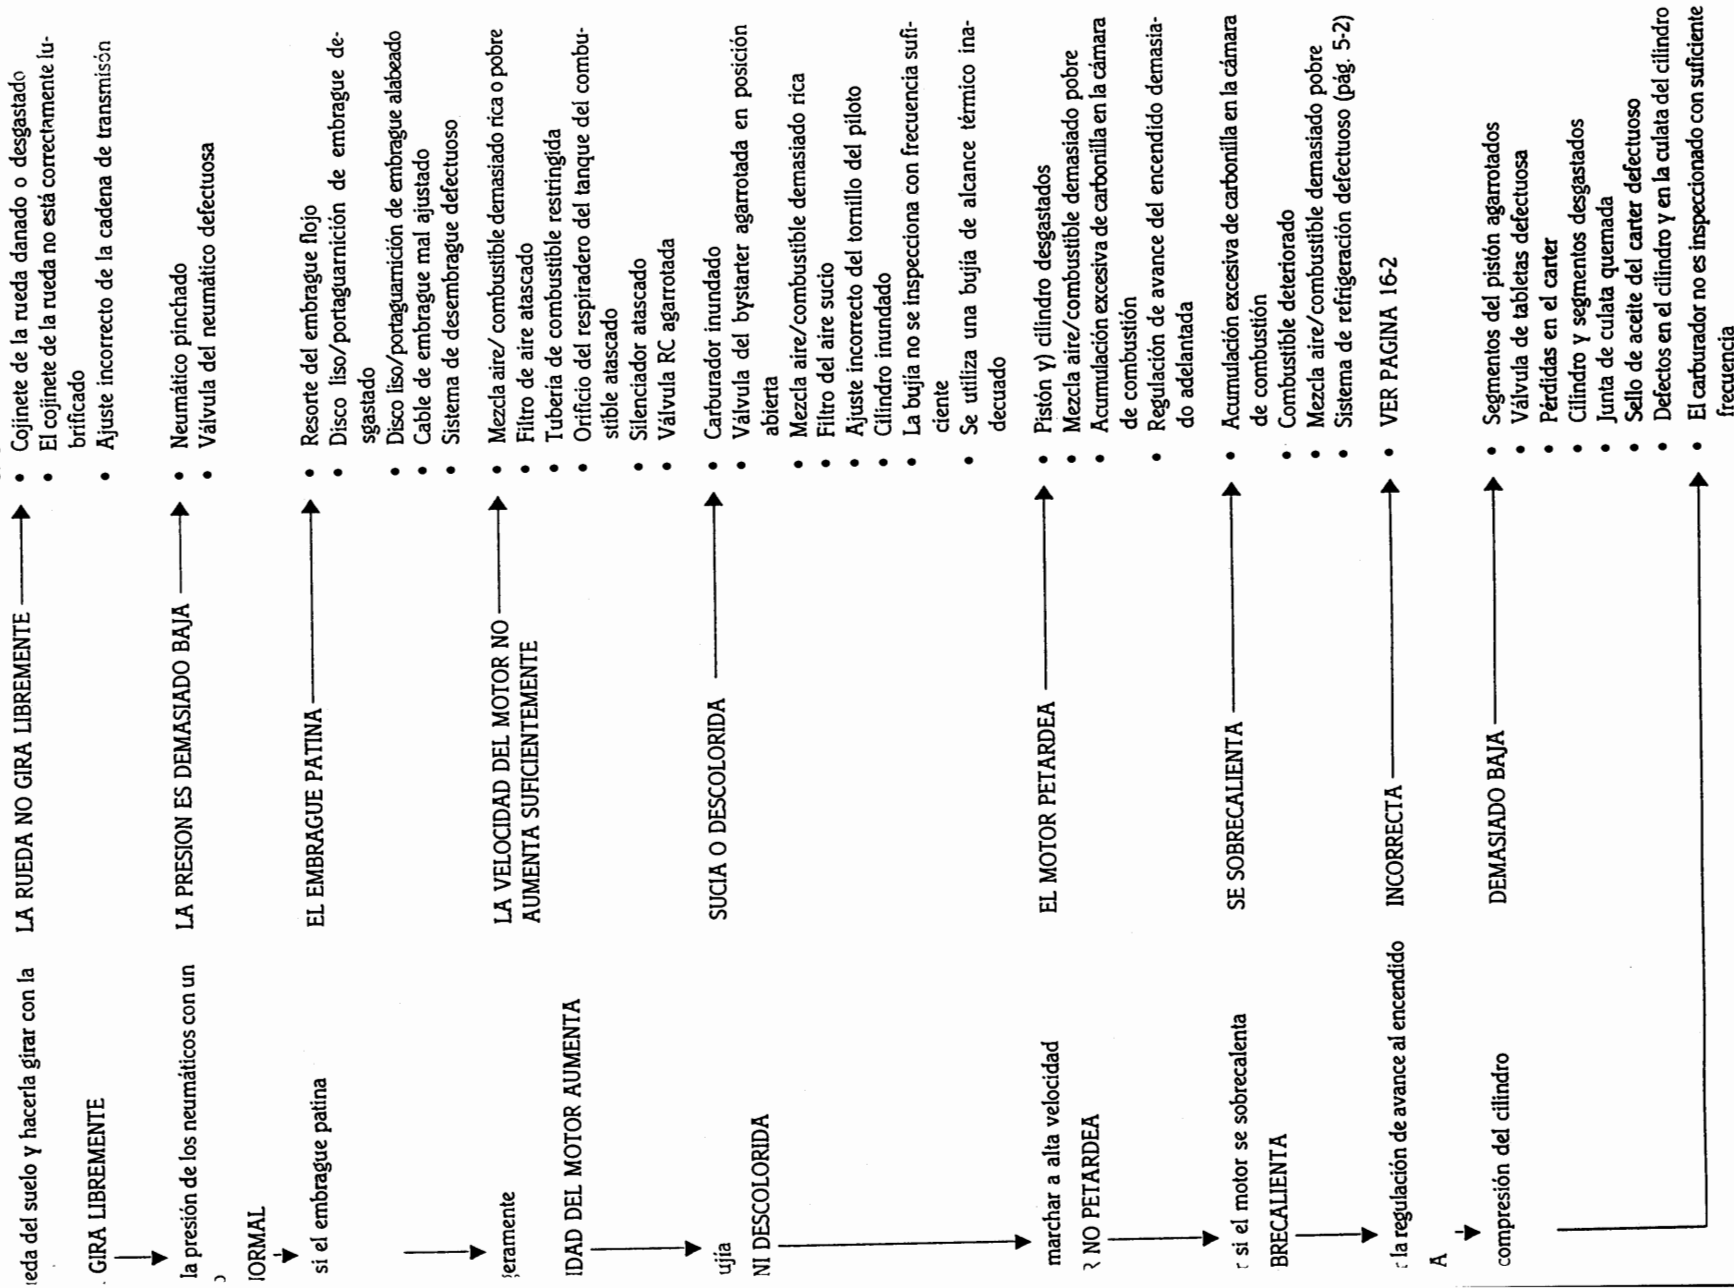 ueda del suelo y hacerla girar con la
LA RUEDA NO GIRA LIBREMENTE
• Cojinete de la rueda danado o desgastado
• El cojinete de la rueda no está correctamente lu-
brificado
• Ajuste incorrecto de la cadena de transmisón
. GIRA LIBREMENTE
la presión de los neumáticos con un
LA PRESION ES DEMASIADO BAJA
• Neumático pinchado
• Válvula del neumático defectuosa
IORMAL
si el embrague patina
EL EMBRAGUE PATINA
• Resorte del embrague flojo
• Disco liso/portaguarnición de embrague de-
sgastado
• Disco liso/portaguarnición de embrague alabeado
• Cable de embrague mal ajustado
• Sistema de desembrague defectuoso
geramente
LA VELOCIDAD DEL MOTOR NO
AUMENTA SUFICIENTEMENTE
• Mezcla aire/ combustible demasiado rica o pobre
• Filtro de aire atascado
• Tubería de combustible restringida
• Orificio del respiradero del tanque del combu-
stible atascado
• Silenciador atascado
• Válvula RC agarrotada
IDAD DEL MOTOR AUMENTA
ujía
SUCIA O DESCOLORIDA
• Carburador inundado
• Válvula del bystarter agarrotada en posición
abierta
• Mezcla aire/combustible demasiada rica
• Filtro del aire sucio
• Ajuste incorrecto del tornillo del piloto
• Cilindro inundado
• La bujía no se inspecciona con frecuencia sufi-
ciente
• Se utiliza una bujía de alcance térmico ina-
decuado
NI DESCOLORIDA
marchar a alta velocidad
EL MOTOR PETARDEA
• Pistón y) cilindro desgastados
• Mezcla aire/combustible demasiado pobre
• Acumulación excesiva de carbonilla en la cámara
de combustión
• Regulación de avance del encendido demasia-
do adelantada
R NO PETARDEA
r si el motor se sobrecalenta
SE SOBRECALIENTA
• Acumulación excesiva de carbonilla en la cámara
de combustión
• Combustible deteriorado
• Mezcla aire/combustible demasiado pobre
• Sistema de refrigeración defectuoso (pág. 5-2)
BRECALIENTA
r la regulación de avance al encendido
INCORRECTA
• VER PAGINA 16-2
A
compresión del cilindro
DEMASIADO BAJA
• Segmentos del pistón agarrotados
• Válvula de tabletas defectuosa
• Pérdidas en el carter
• Cilindro y segmentos desgastados
• Junta de culata quemada
• Sello de aceite del carter defectuoso
• Defectos en el cilindro y en la culata del cilindro
• El carburador no es inspeccionado con suficiente
frecuencia